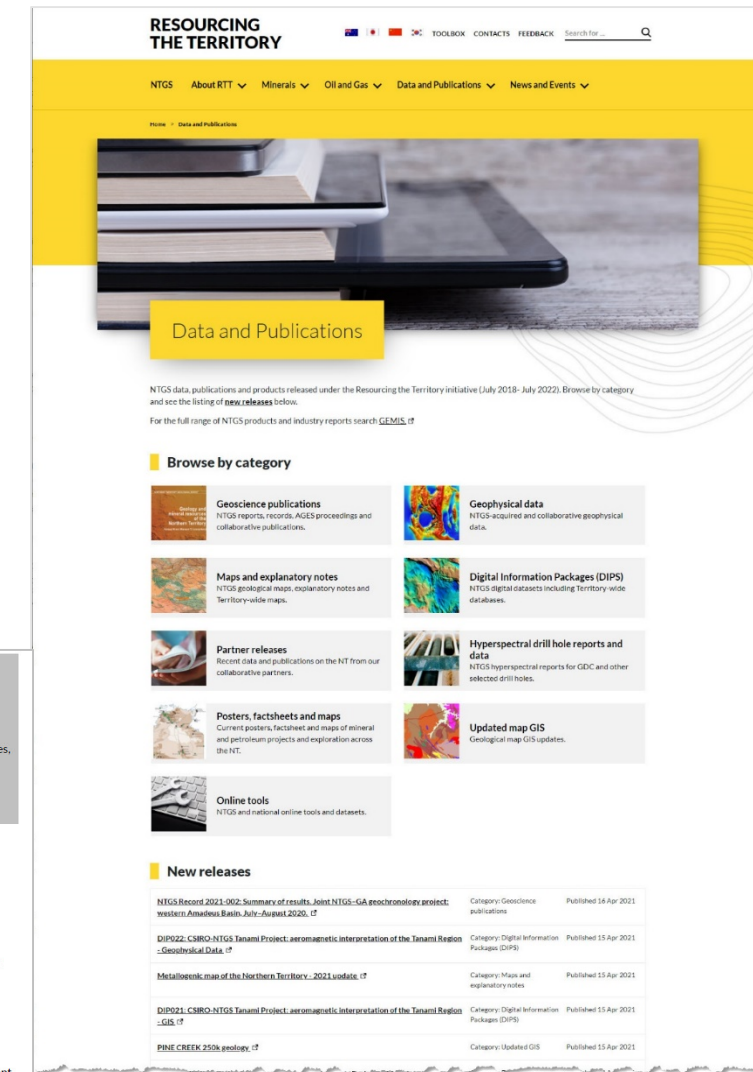 RESOURCING
THE TERRITORY
TOOLBOX CONTACTS FEEDBACK Search for ...
NTGS About RTT Minerals Oil and Gas Data and Publications News and Events
Home > Data and Publications
Data and Publications
NTGS data, publications and products released under the Resourcing the Territory initiative (July 2018- July 2022). Browse by category
and see the listing of new releases below.
For the full range of NTGS products and industry reports search GEMIS.
Browse by category
Geoscience publications
NTGS reports, records, AGES proceedings and
collaborative publications.
Geophysical data
NTGS-acquired and collaborative geophysical
data.
Maps and explanatory notes
NTGS geological maps, explanatory notes and
Territory-wide maps.
Digital Information Packages (DIPS)
NTGS digital datasets including Territory-wide
databases.
Partner releases
Recent data and publications on the NT from our
collaborative partners.
Hyperspectral drill hole reports and
data
NTGS hyperspectral reports for GDC and other
selected drill holes.
Posters, factsheets and maps
Current posters, factsheet and maps of mineral
and petroleum projects and exploration across
the NT.
Updated map GIS
Geological map GIS updates.
Online tools
NTGS and national online tools and datasets.
New releases
NTGS Record 2021-002: Summary of results. Joint NTGS–GA geochronology project:
western Amadeus Basin, July–August 2020.
Category: Geoscience
publications
Published 16 Apr 2021
DIP022: CSIRO-NTGS Tanami Project: aeromagnetic interpretation of the Tanami Region
- Geophysical Data
Category: Digital Information
Packages (DIPS)
Published 15 Apr 2021
Metallogenic map of the Northern Territory - 2021 update
Category: Maps and
explanatory notes
Published 15 Apr 2021
DIP021: CSIRO-NTGS Tanami Project: aeromagnetic interpretation of the Tanami Region
- GIS
Category: Digital Information
Packages (DIPS)
Published 15 Apr 2021
PINE CREEK 250k geology
Category: Updated GIS
Published 15 Apr 2021